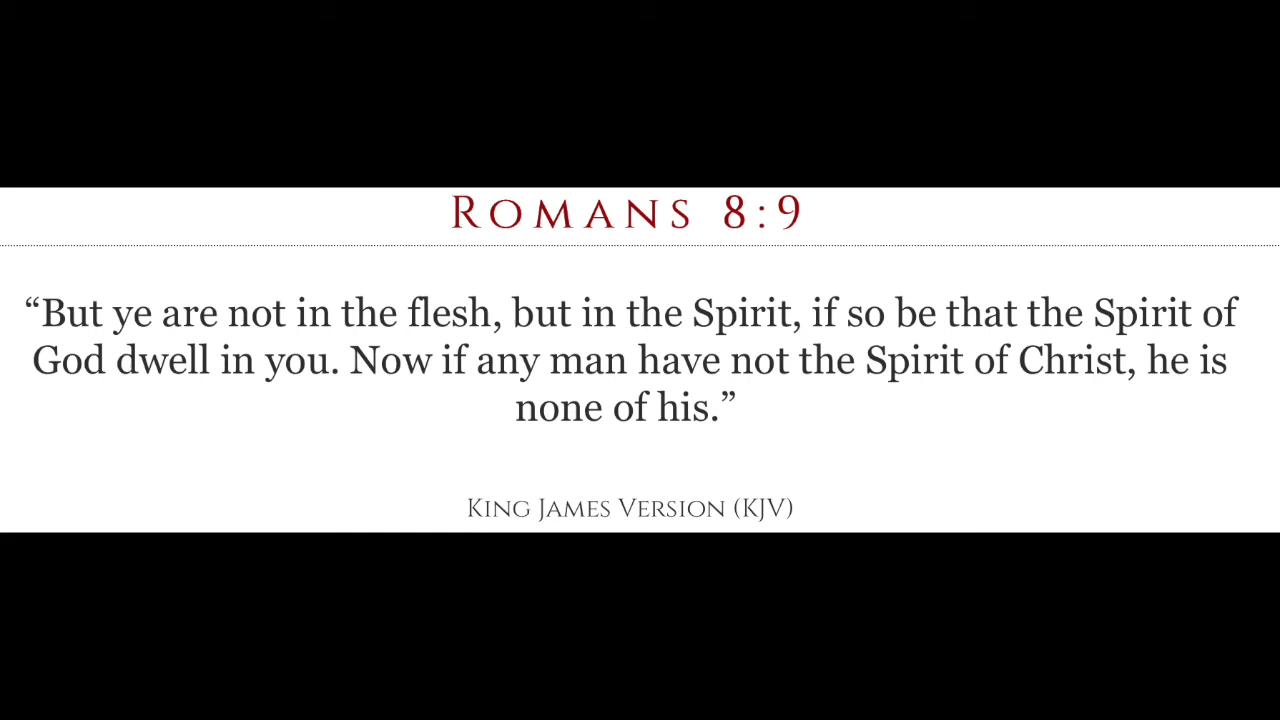 Romans 8:9
“But ye are not in the flesh, but in the Spirit, if so be that the Spirit of
God dwell in you. Now if any man have not the Spirit of Christ, he is
none of his.”
King James Version (KJV)